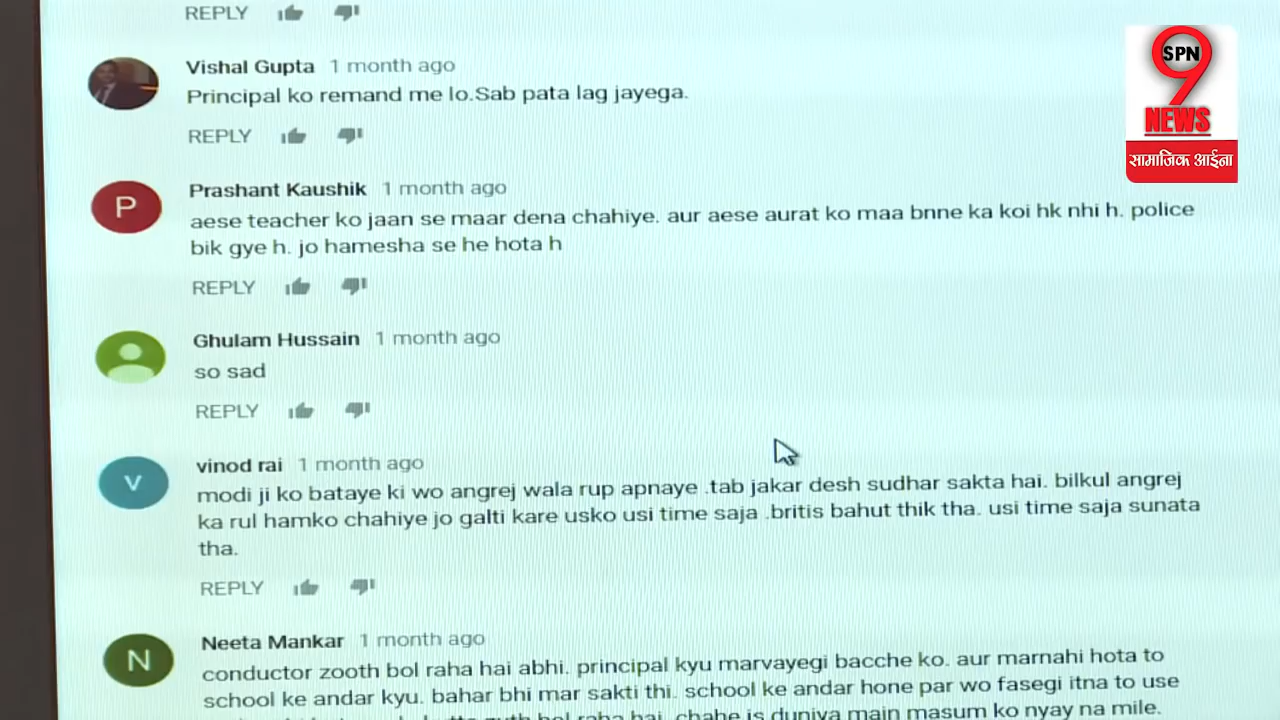 REPLY
Vishal Gupta 1 month ago
Principal ko remand me lo.Sab pata lag jayega.
REPLY
P
Prashant Kaushik 1 month ago
aese teacher ko jaan se maar dena chahiye. aur aese aurat ko maa bnne ka koi hk nhi h. police
bik gye h. jo hamesha se he hota h
REPLY
Ghulam Hussain 1 month ago
so sad
REPLY
V
vinod rai 1 month ago
modi ji ko bataye ki wo angrej wala rup apnaye .tab jakar desh sudhar sakta hai. bilkul angrej
ka rul hamko chahiye jo galti kare usko usi time saja .britis bahut thik tha. usi time saja sunata
tha.
REPLY
N
Neeta Mankar 1 month ago
conductor zooth bol raha hai abhi. principal kyu marvayegi bacche ko. aur marnahi hota to
school ke andar kyu. bahar bhi mar sakti thi. school ke andar hone par wo fasegi itna to use
bol raha hai. chahe is duniya main masum ko nyay na mile.
SPN
9
NEWS
सामाजिक आईना